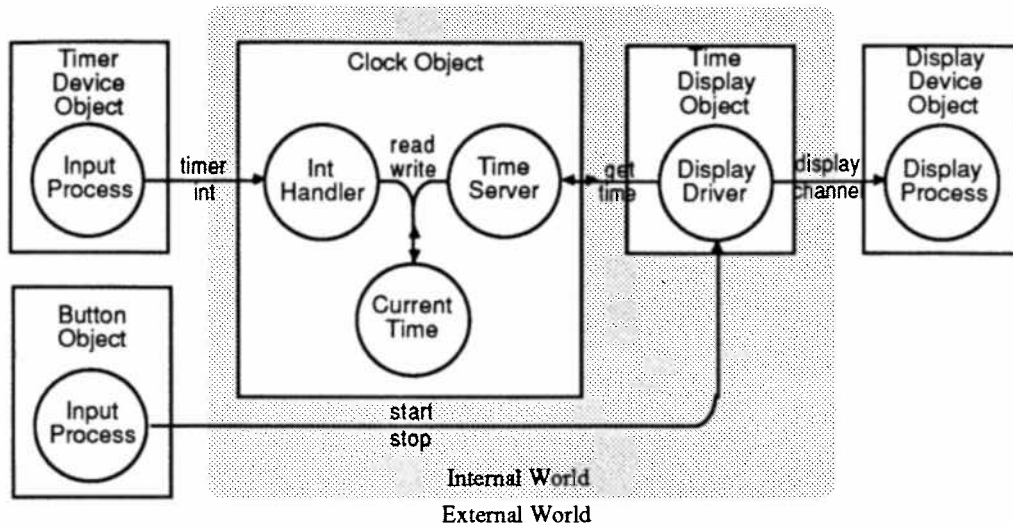 Timer
Device
Object
Input
Process
timer
int
Clock Object
Int
Handler
read
write
Time
Server
Current
Time
get
time
Time
Display
Object
Display
Driver
display
channel
Display
Device
Object
Display
Process
Button
Object
Input
Process
start
stop
Internal World
External World